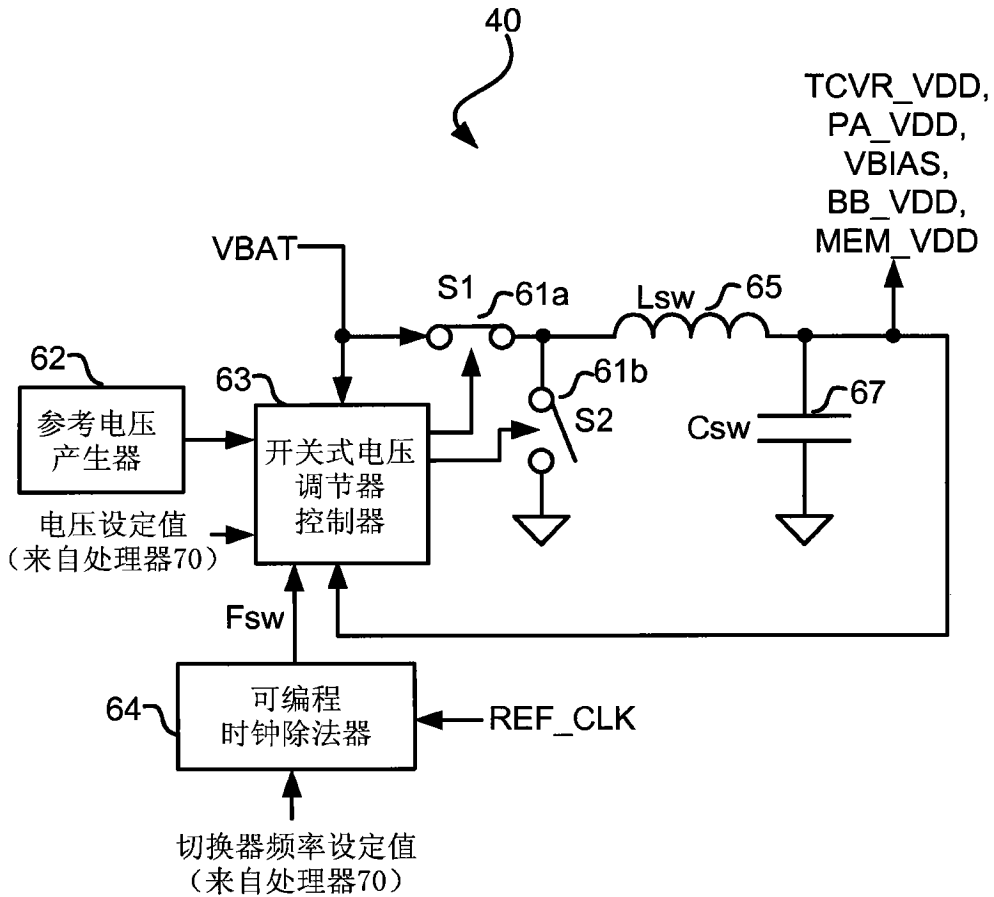 40
TCVR_VDD,
PA_VDD,
VBIAS,
BB_VDD,
MEM_VDD
VBAT
S1
61a
Lsw
65
62
63
61b
S2
67
Csw
参考电压
产生器
开关式电压
调节器
控制器
电压设定值
（来自处理器70）
Fsw
64
可编程
时钟除法器
REF_CLK
切换器频率设定值
（来自处理器70）